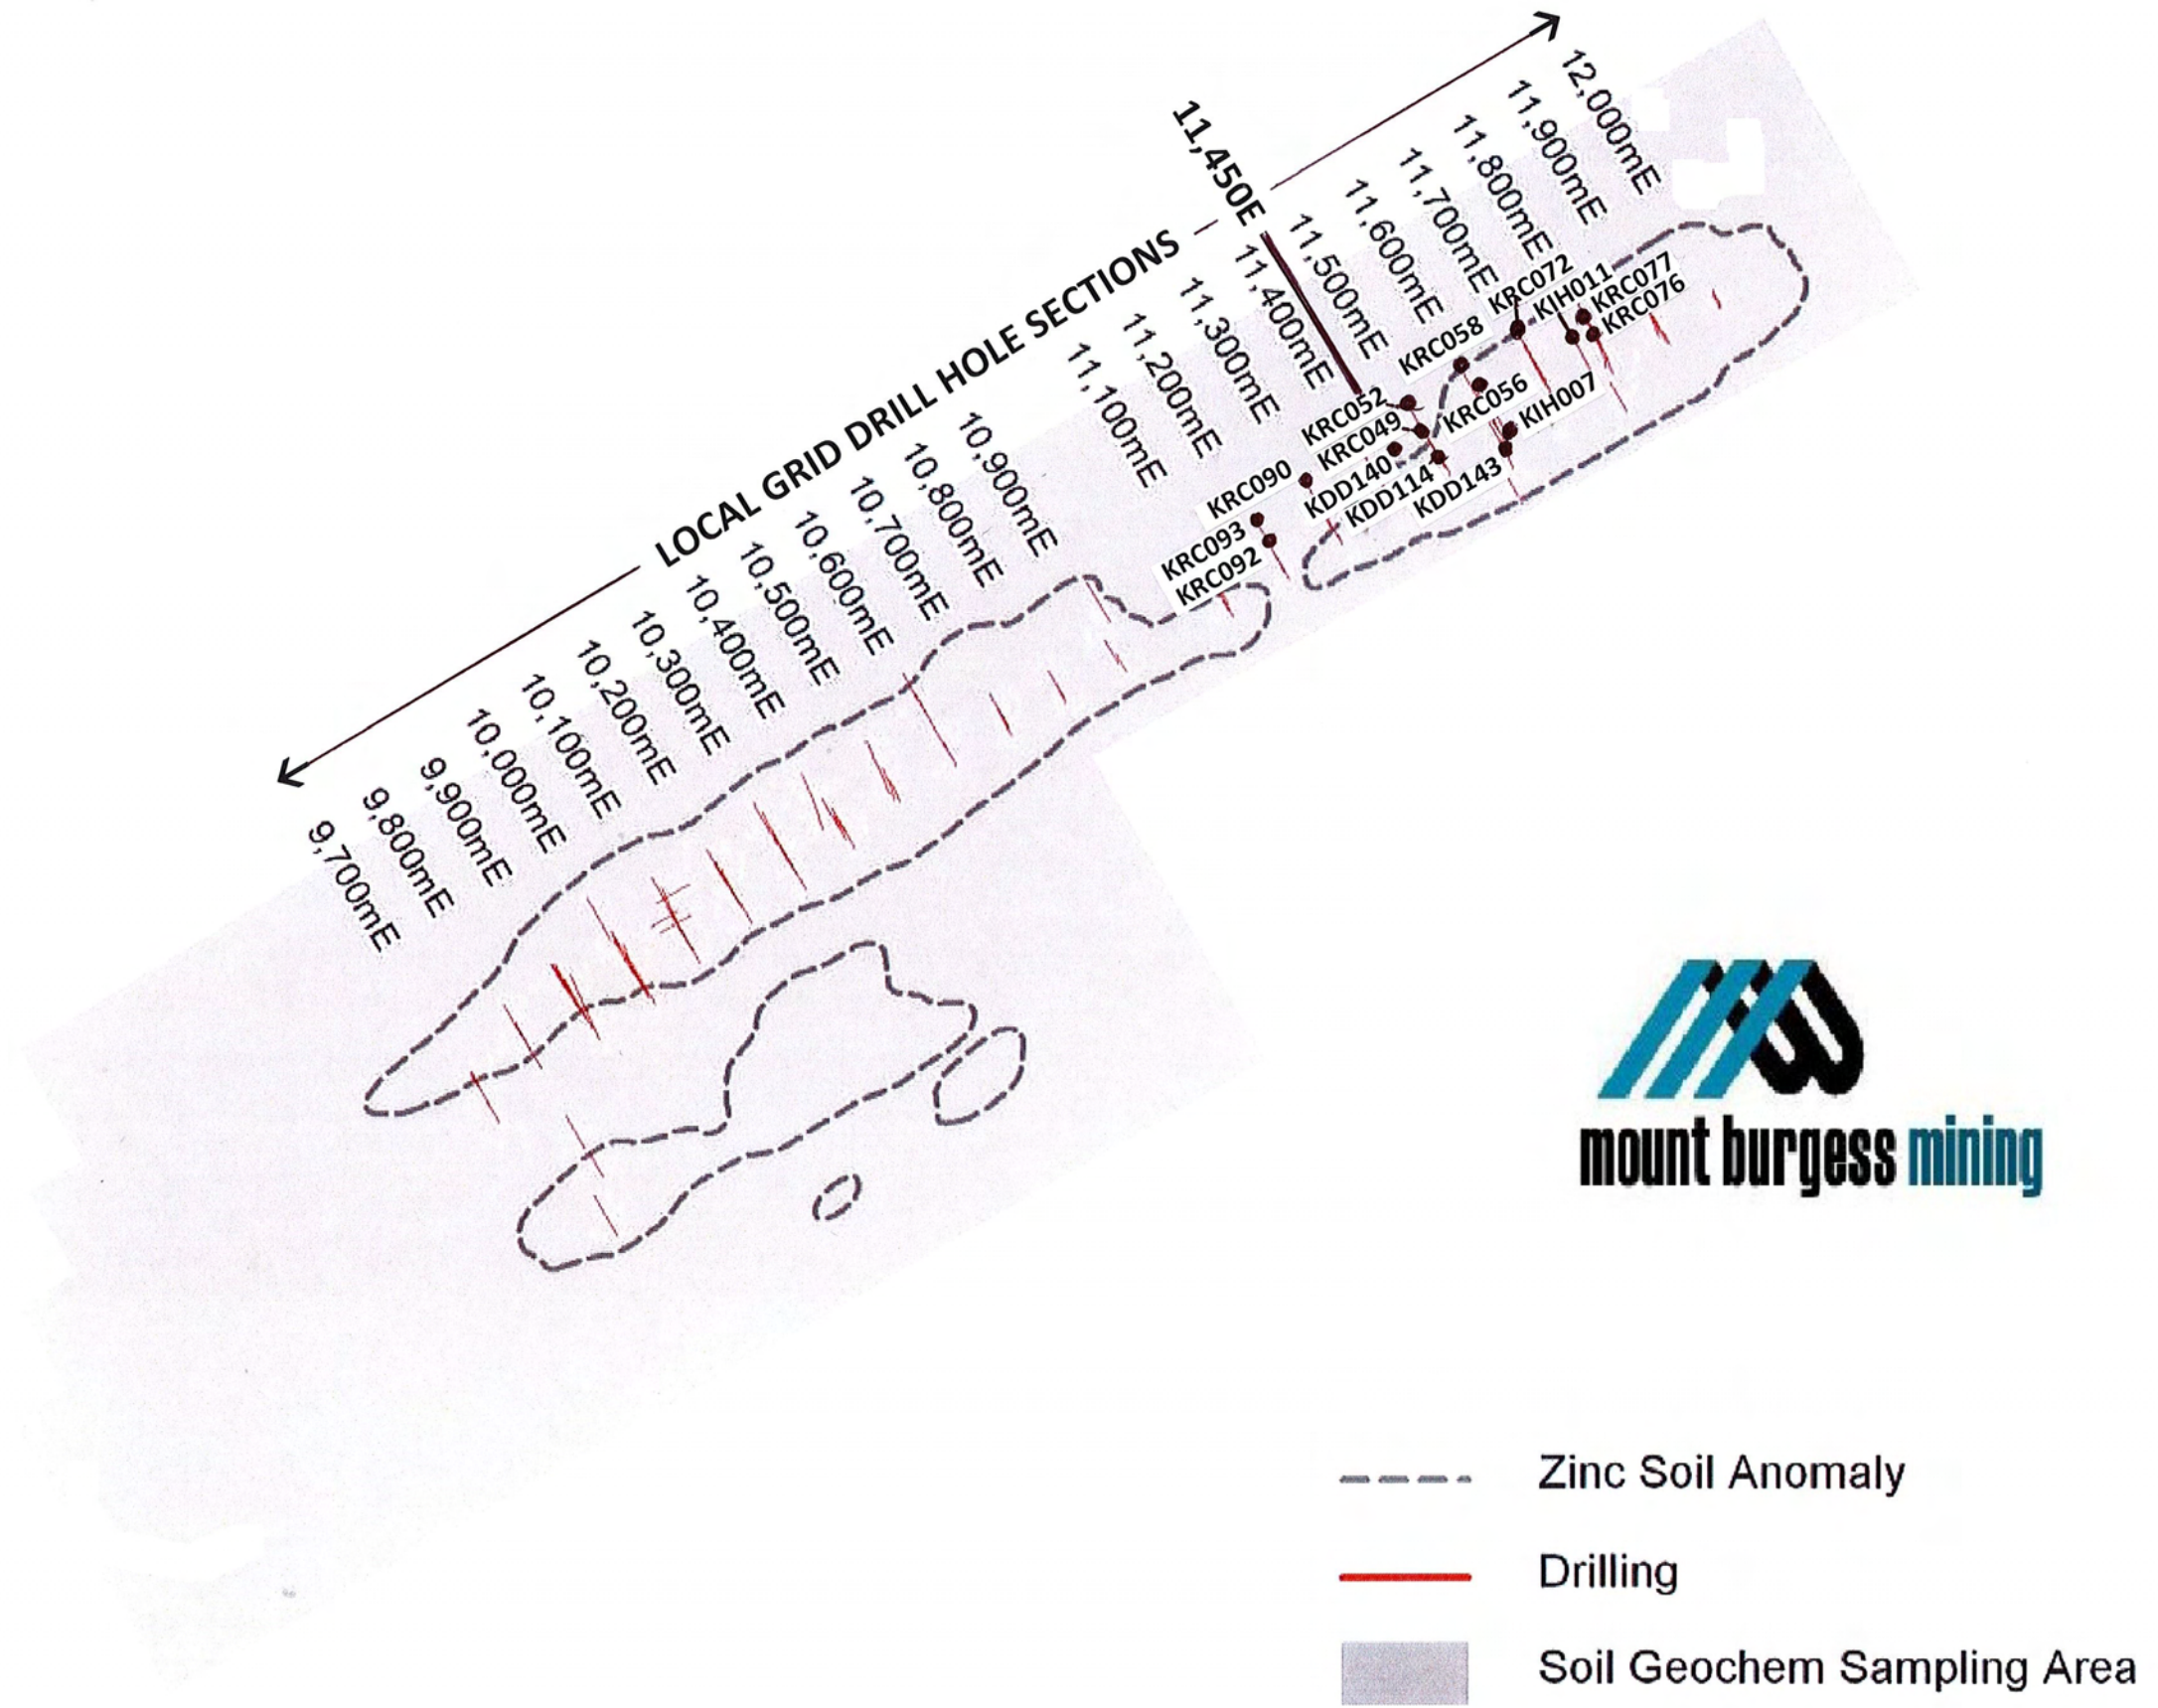 12,000mE
11,900mE
11,800mE
11,700mE
11,600mE
11,500mE
11,450E
11,400mE
11,300mE
11,200mE
11,100mE
10,900mE
10,800mE
10,700mE
10,600mE
10,500mE
10,400mE
10,300mE
10,200mE
10,100mE
10,000mE
9,900mE
9,800mE
9,700mE
LOCAL GRID DRILL HOLE SECTIONS
KRC072
KIH011
KRC077
KRC076
KRC058
KRC056
KIH007
KRC052
KRC049
KDD140
KDD114
KDD143
KRC090
KRC093
KRC092
mount burgess mining
Zinc Soil Anomaly
Drilling
Soil Geochem Sampling Area